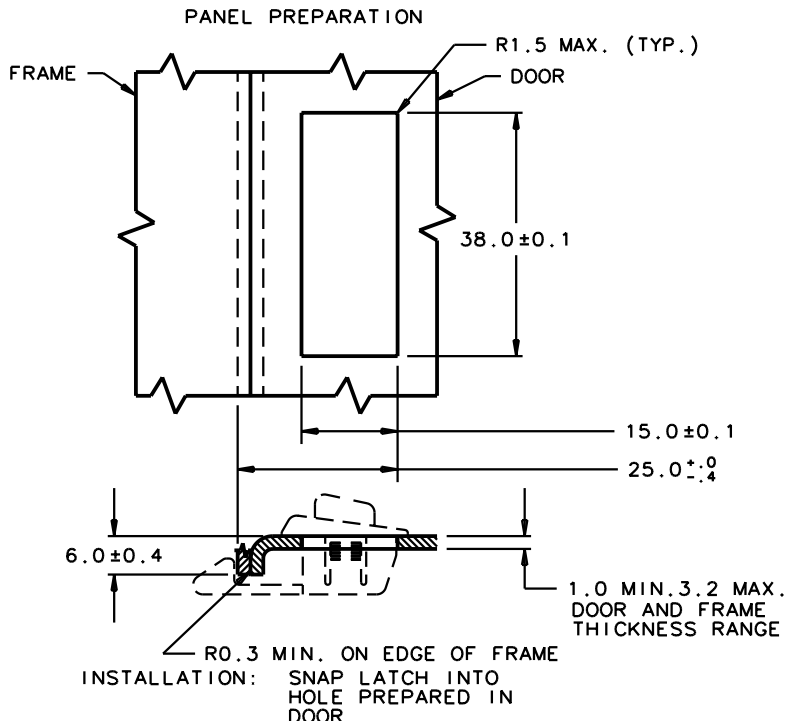 PANEL PREPARATION
R1.5 MAX. (TYP.)
FRAME
DOOR
38.0±0.1
15.0±0.1
25.0 +.0 -.4
6.0±0.4
1.0 MIN.3.2 MAX.
DOOR AND FRAME
THICKNESS RANGE
R0.3 MIN. ON EDGE OF FRAME
INSTALLATION: SNAP LATCH INTO
HOLE PREPARED IN
DOOR